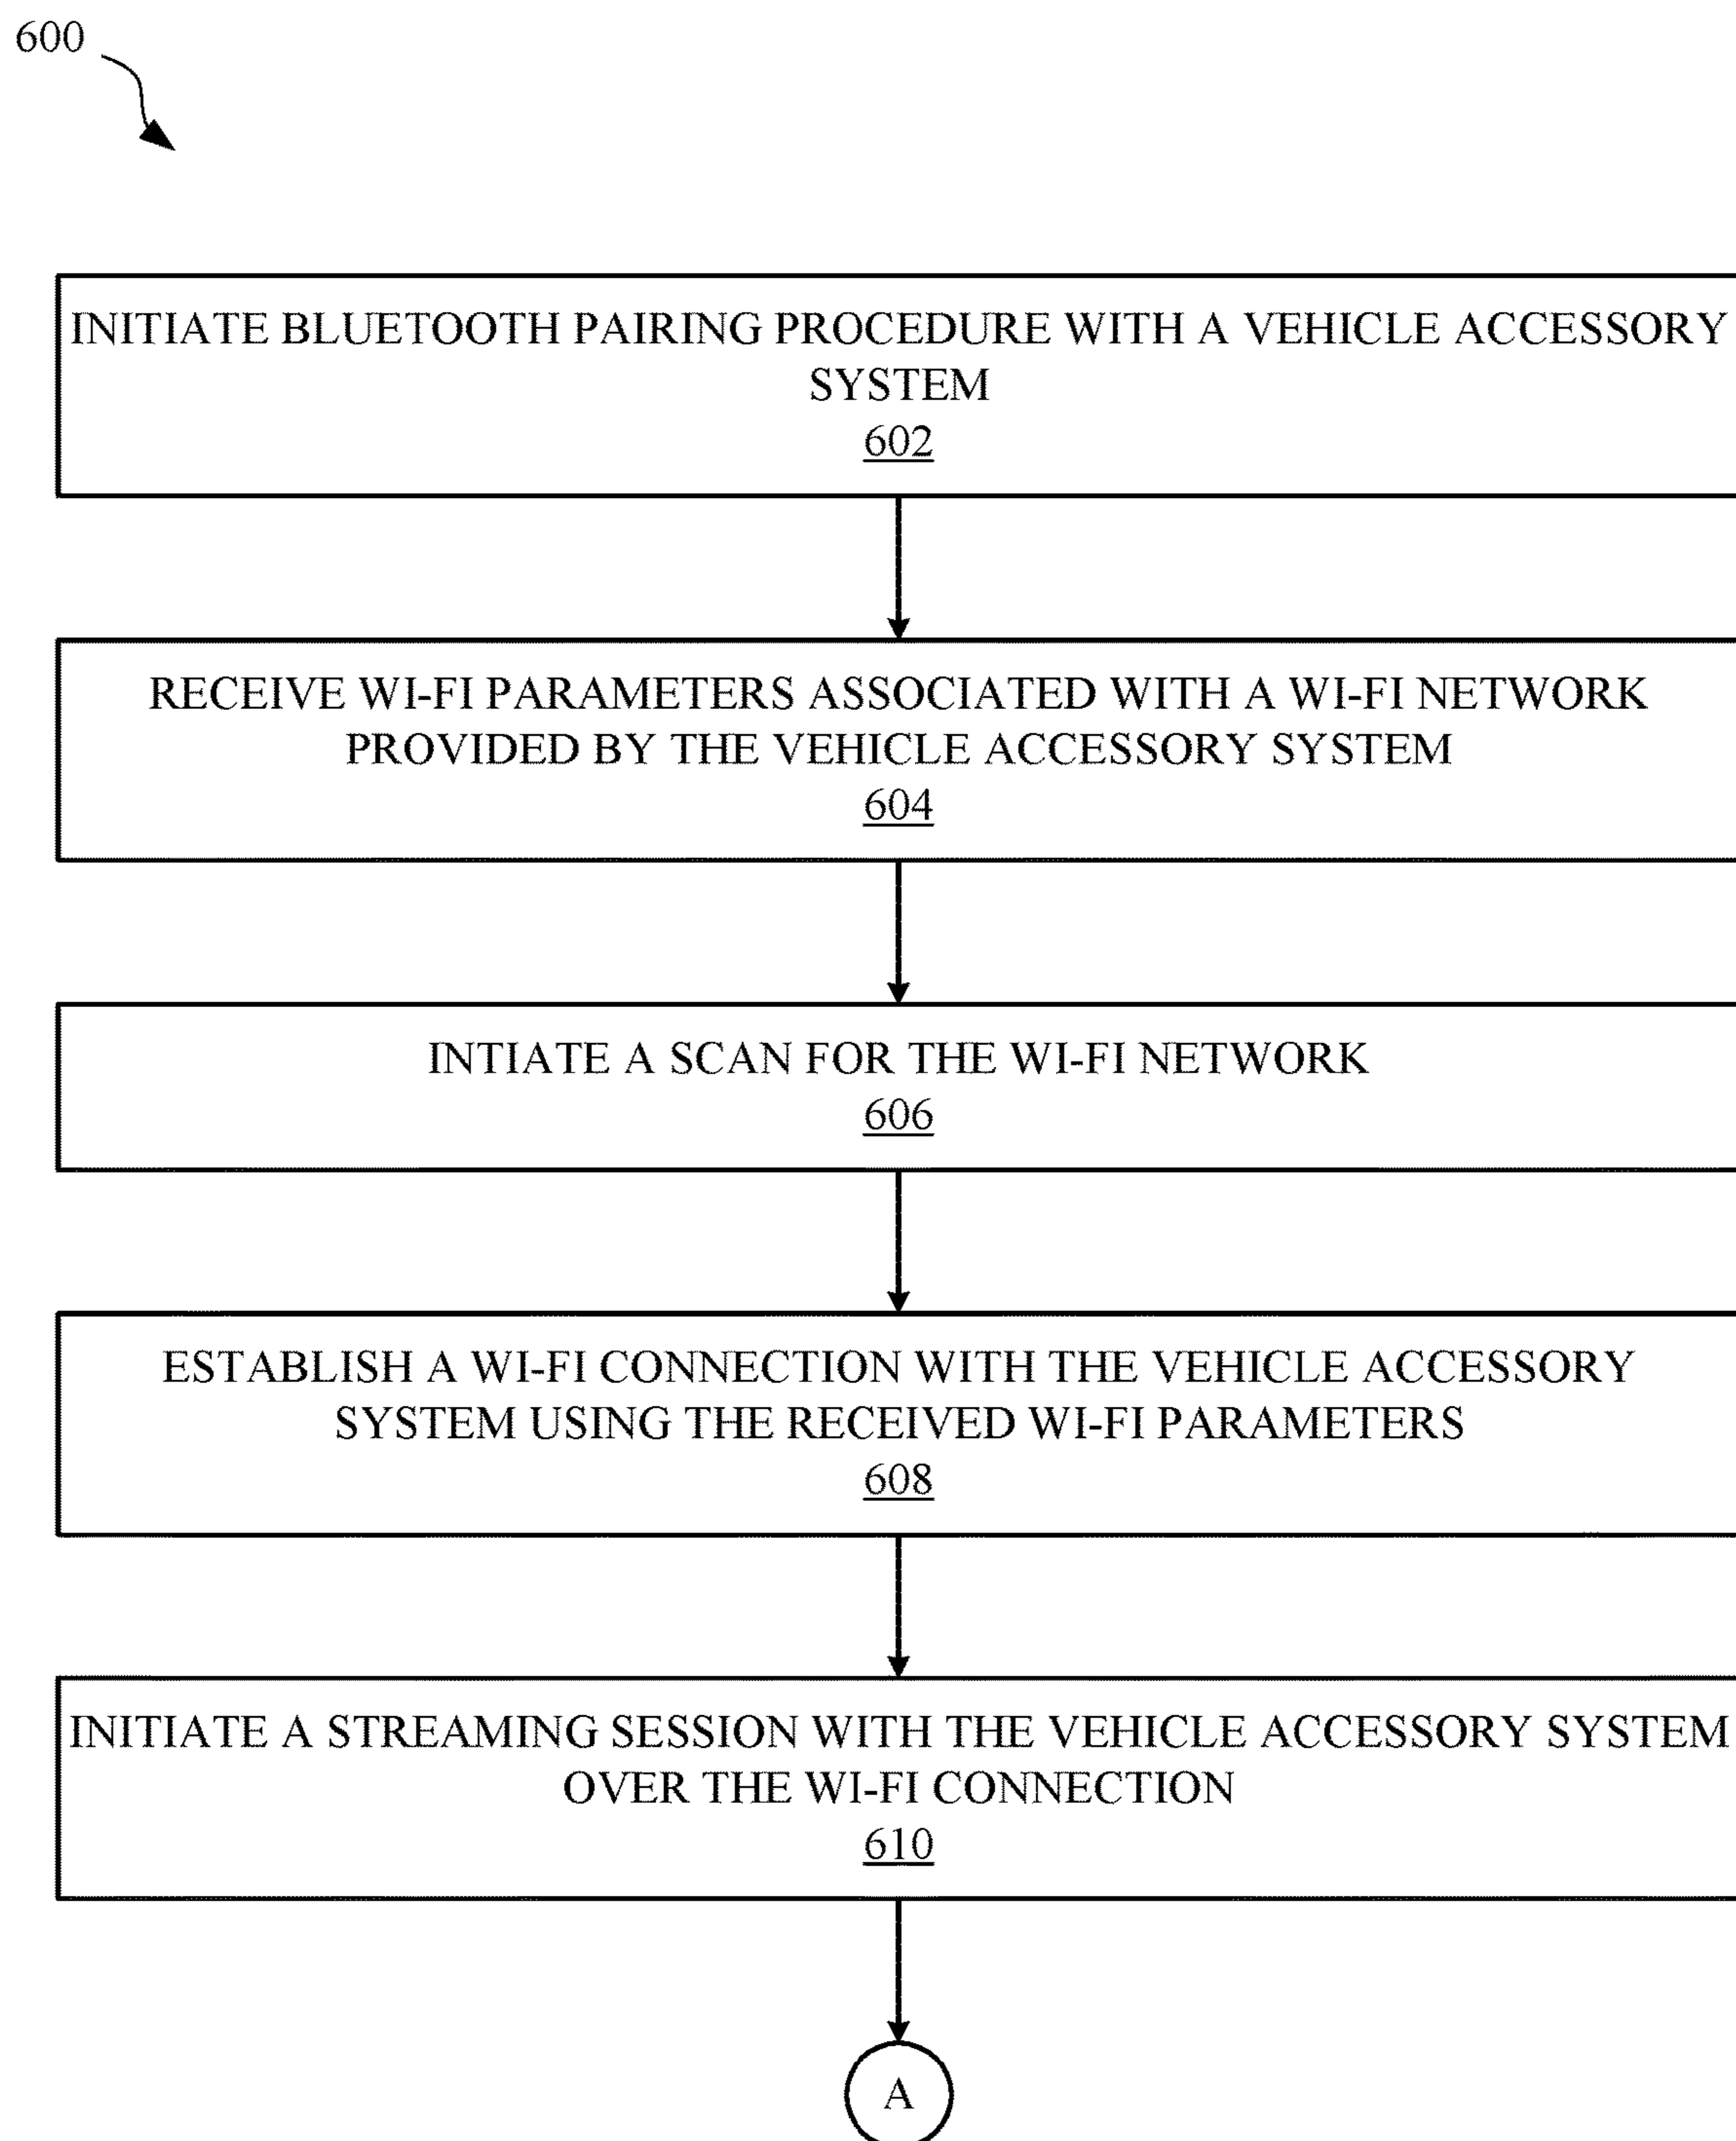 600
INITIATE BLUETOOTH PAIRING PROCEDURE WITH A VEHICLE ACCESSORY
SYSTEM
602
RECEIVE WI-FI PARAMETERS ASSOCIATED WITH A WI-FI NETWORK
PROVIDED BY THE VEHICLE ACCESSORY SYSTEM
604
INTIATE A SCAN FOR THE WI-FI NETWORK
606
ESTABLISH A WI-FI CONNECTION WITH THE VEHICLE ACCESSORY
SYSTEM USING THE RECEIVED WI-FI PARAMETERS
608
INITIATE A STREAMING SESSION WITH THE VEHICLE ACCESSORY SYSTEM
OVER THE WI-FI CONNECTION
610
A